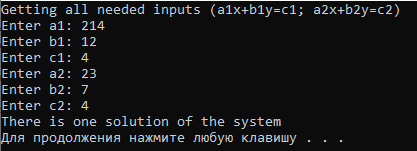 Getting all needed inputs (a1x+b1y=c1; a2x+b2y=c2)
Enter a1: 214
Enter b1: 12
Enter c1: 4
Enter a2: 23
Enter b2: 7
Enter c2: 4
There is one solution of the system
Для продолжения нажмите любую клавишу . . .